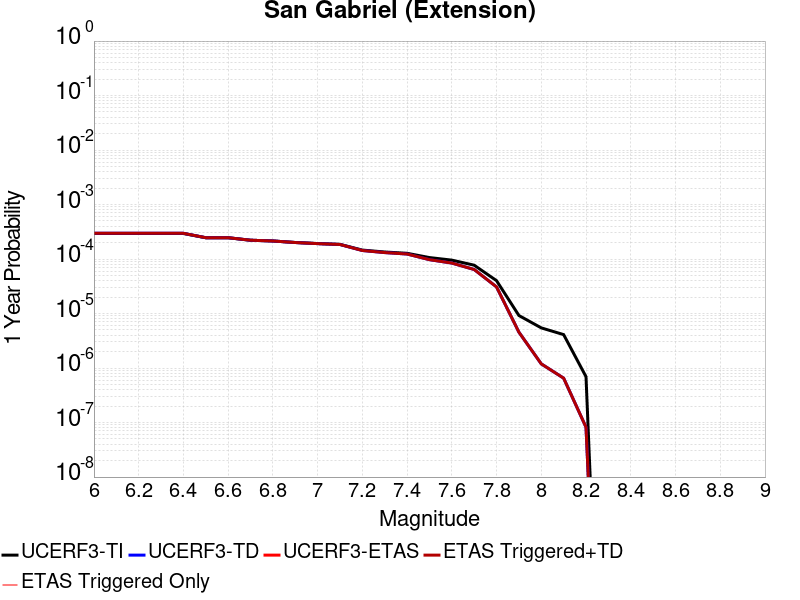 San Gabriel (Extension)
10^0
10^-1
10^-2
10^-3
10^-4
10^-5
10^-6
10^-7
10^-8
1 Year Probability
6 6.2 6.4 6.6 6.8 7 7.2 7.4 7.6 7.8 8 8.2 8.4 8.6 8.8 9
Magnitude
UCERF3-TI UCERF3-TD UCERF3-ETAS ETAS Triggered+TD
ETAS Triggered Only